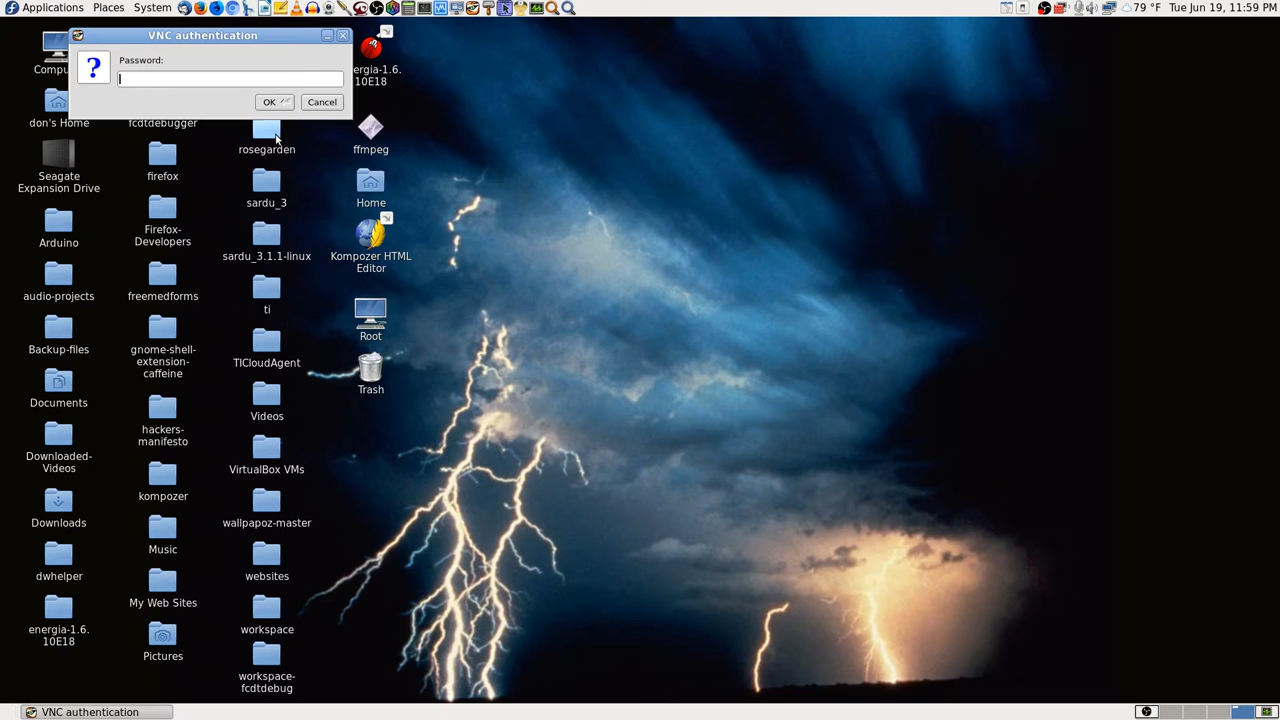 Applications Places System 79 °F Tue Jun 19, 11:59 PM
VNC authentication
Password:
OK Cancel
Compu
don's Home
Seagate
Expansion Drive
Arduino
audio-projects
Backup-files
Documents
Downloaded-
Videos
Downloads
dwhelper
energia-1.6.
10E18
fcdtdebugger
firefox
Firefox-
Developers
freemedforms
gnome-shell-
extension-
caffeine
hackers-
manifesto
kompozer
Music
My Web Sites
Pictures
rosegarden
sardu_3
sardu_3.1.1-linux
ti
TICloudAgent
Videos
VirtualBox VMs
wallpapoz-master
websites
workspace
workspace-
fcdtdebug
ergia-1.6.
10E18
ffmpeg
Home
Kompozer HTML
Editor
Root
Trash
VNC authentication